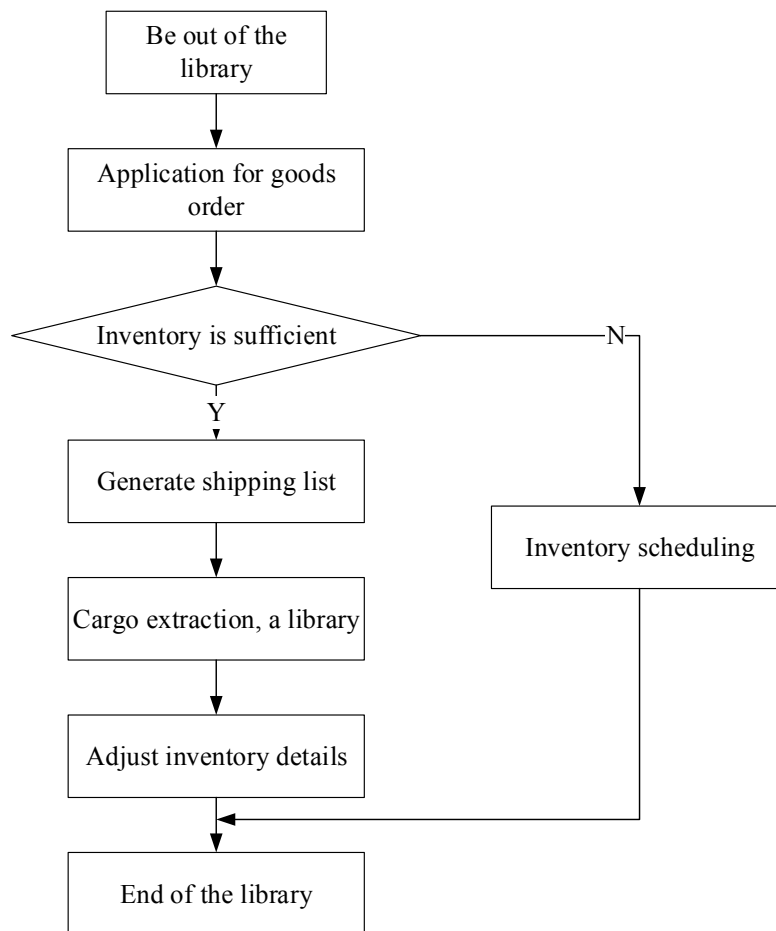 Be out of the
library
Application for goods
order
Inventory is sufficient
N
Y
Generate shipping list
Inventory scheduling
Cargo extraction, a library
Adjust inventory details
End of the library